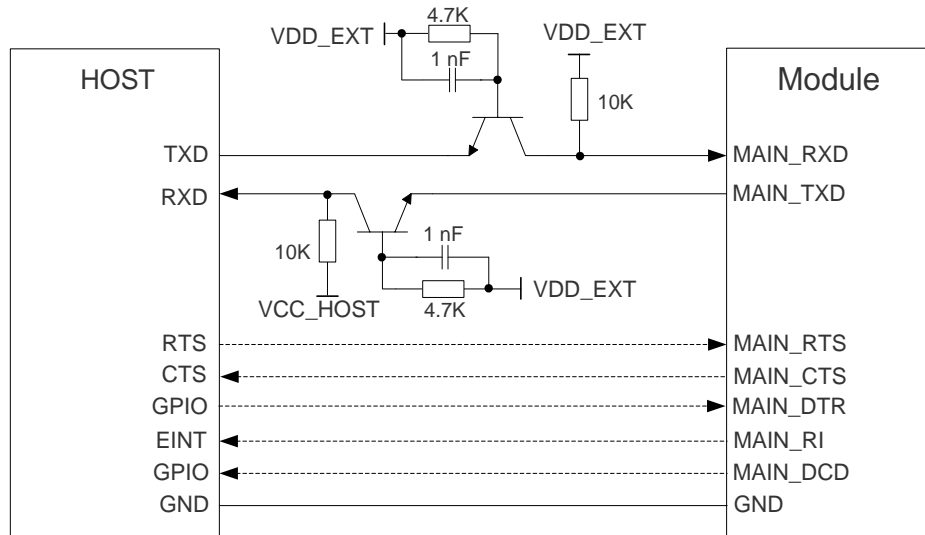 4.7K
VDD_EXT
VDD_EXT
1 nF
HOST
Module
10K
TXD
MAIN_RXD
RXD
MAIN_TXD
1 nF
10K
VDD_EXT
VCC_HOST
4.7K
RTS
MAIN_RTS
CTS
MAIN_CTS
GPIO
MAIN_DTR
EINT
MAIN_RI
GPIO
MAIN_DCD
GND
GND